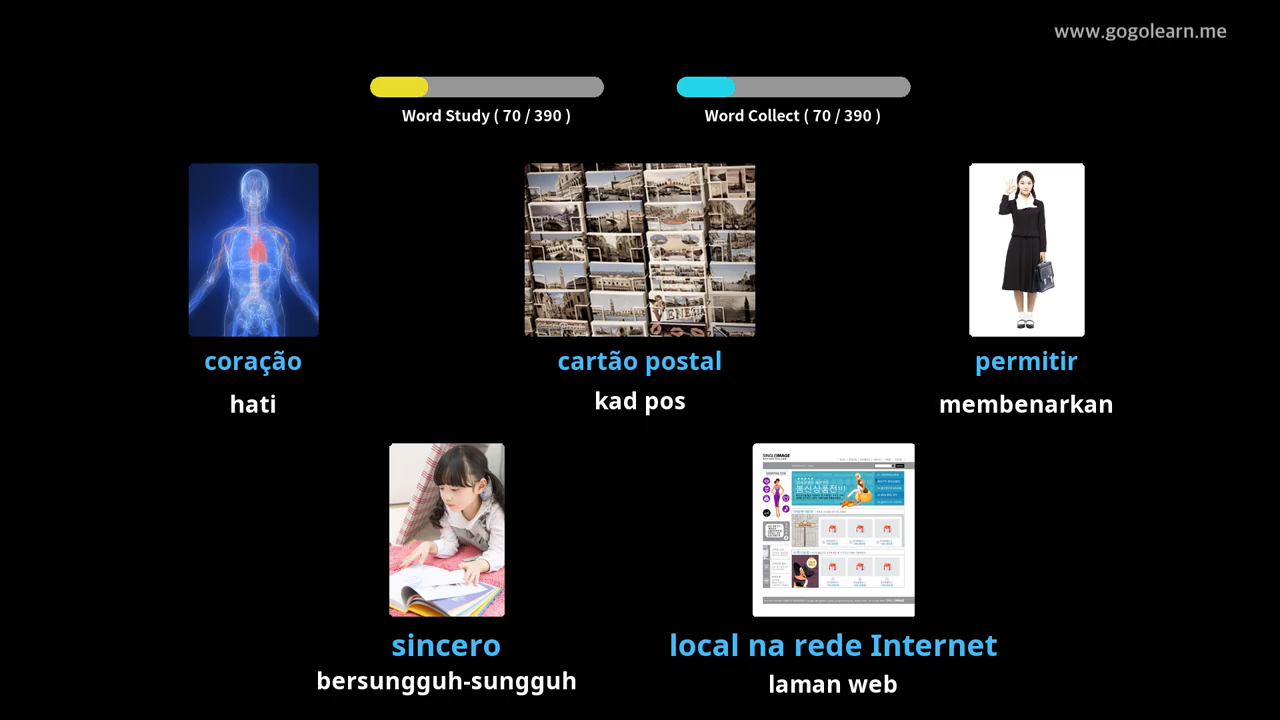 www.gogolearn.me
Word Study ( 70 / 390 )
Word Collect ( 70 / 390 )
coração
cartão postal
permitir
hati
kad pos
membenarkan
sincero
local na rede Internet
bersungguh-sungguh
laman web